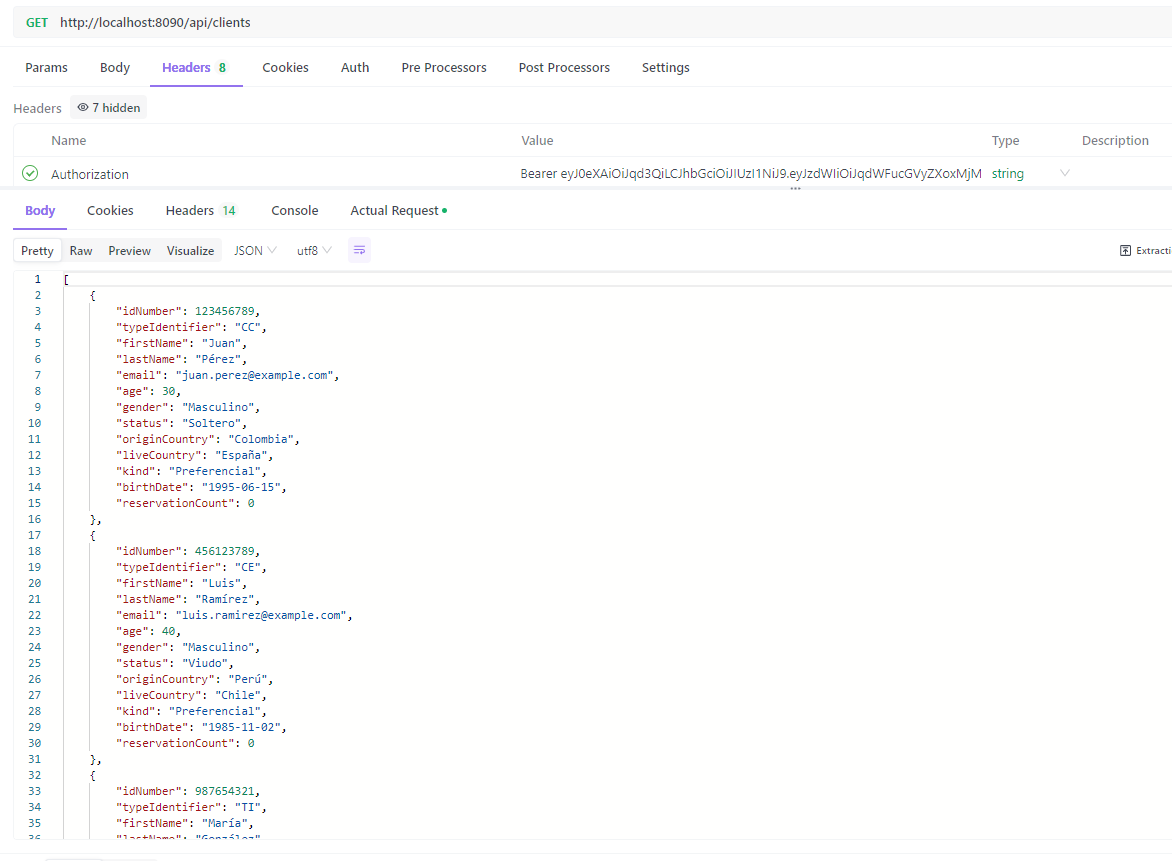 GET http://localhost:8090/api/clients
Params Body Headers 8 Cookies Auth Pre Processors Post Processors Settings
Headers 7 hidden
Name Value Type Description
Authorization Bearer eyJ0eXAiOiJqd3QiLCJhbGciOiJIUzI1NiJ9.eyJzdWIiOiJqdWFucGVyZXoxMjM string
Body Cookies Headers 14 Console Actual Request
Pretty Raw Preview Visualize JSON utf8 Extracti
1 [
2 {
3 "idNumber": 123456789,
4 "typeIdentifier": "CC",
5 "firstName": "Juan",
6 "lastName": "Pérez",
7 "email": "juan.perez@example.com",
8 "age": 30,
9 "gender": "Masculino",
10 "status": "Soltero",
11 "originCountry": "Colombia",
12 "liveCountry": "España",
13 "kind": "Preferencial",
14 "birthDate": "1995-06-15",
15 "reservationCount": 0
16 },
17 {
18 "idNumber": 456123789,
19 "typeIdentifier": "CE",
20 "firstName": "Luis",
21 "lastName": "Ramírez",
22 "email": "luis.ramirez@example.com",
23 "age": 40,
24 "gender": "Masculino",
25 "status": "Viudo",
26 "originCountry": "Perú",
27 "liveCountry": "Chile",
28 "kind": "Preferencial",
29 "birthDate": "1985-11-02",
30 "reservationCount": 0
31 },
32 {
33 "idNumber": 987654321,
34 "typeIdentifier": "TI",
35 "firstName": "María",
36 "lastName": "González"